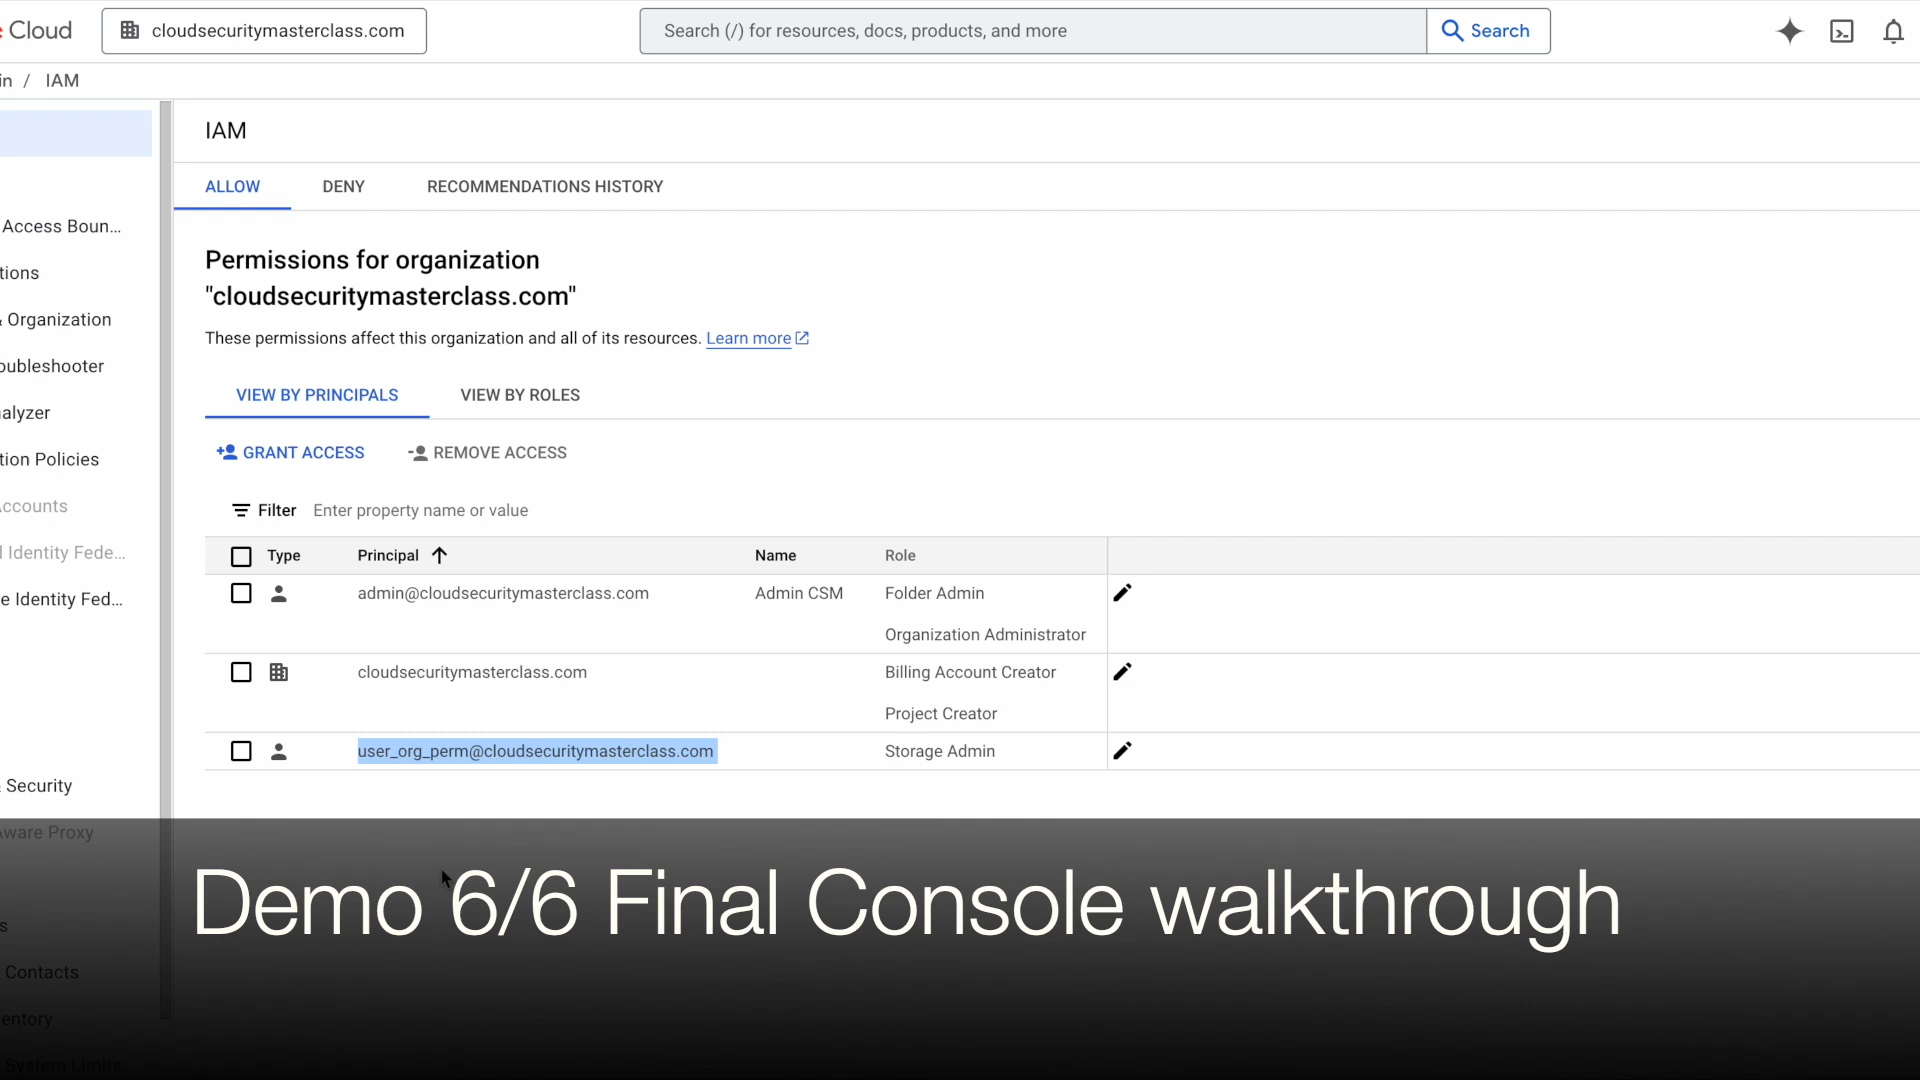 Cloud
cloudsecuritymasterclass.com
Search (/) for resources, docs, products, and more
Search
in / IAM
IAM
ALLOW
DENY
RECOMMENDATIONS HISTORY
Access Boun...
tions
Organization
oubleshooter
alyzer
tion Policies
ccounts
Identity Fede...
e Identity Fed...
Security
ware Proxy
s
Contacts
entory
System Limits
Permissions for organization
"cloudsecuritymasterclass.com"
These permissions affect this organization and all of its resources. Learn more
VIEW BY PRINCIPALS
VIEW BY ROLES
GRANT ACCESS
REMOVE ACCESS
Filter Enter property name or value
Type Principal Name Role
admin@cloudsecuritymasterclass.com Admin CSM Folder Admin
Organization Administrator
cloudsecuritymasterclass.com Billing Account Creator
Project Creator
user_org_perm@cloudsecuritymasterclass.com Storage Admin
Demo 6/6 Final Console walkthrough